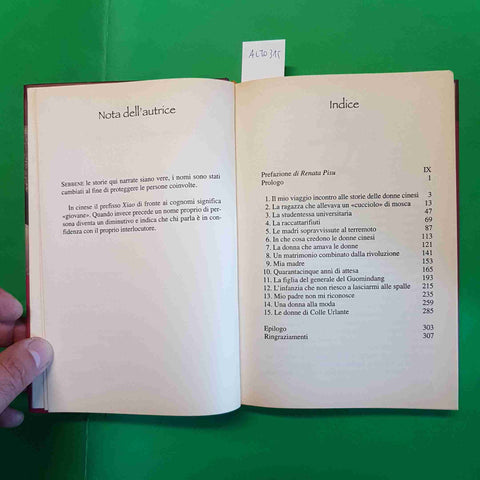 ALTO315
Nota dell'autrice
SEBBENE le storie qui narrate siano vere, i nomi sono stati
cambiati al fine di proteggere le persone coinvolte.
In cinese il prefisso Xiao di fronte ai cognomi significa
«giovane». Quando invece precede un nome proprio di per-
sona diventa un diminutivo e indica che chi parla è in con-
fidenza con il proprio interlocutore.
Indice
Prefazione di Renata Pisu IX
Prologo 1
1. Il mio viaggio incontro alle storie delle donne cinesi 3
2. La ragazza che allevava un «cucciolo» di mosca 13
3. La studentessa universitaria 47
4. La raccattarifiuti 69
5. Le madri sopravvissute al terremoto 87
6. In che cosa credono le donne cinesi 113
7. La donna che amava le donne 121
8. Un matrimonio combinato dalla rivoluzione 141
9. Mia madre 153
10. Quarantacinque anni di attesa 165
11. La figlia del generale del Guomindang 193
12. L'infanzia che non riesco a lasciarmi alle spalle 215
13. Mio padre non mi riconosce 235
14. Una donna alla moda 259
15. Le donne di Colle Urlante 285
Epilogo 303
Ringraziamenti 307